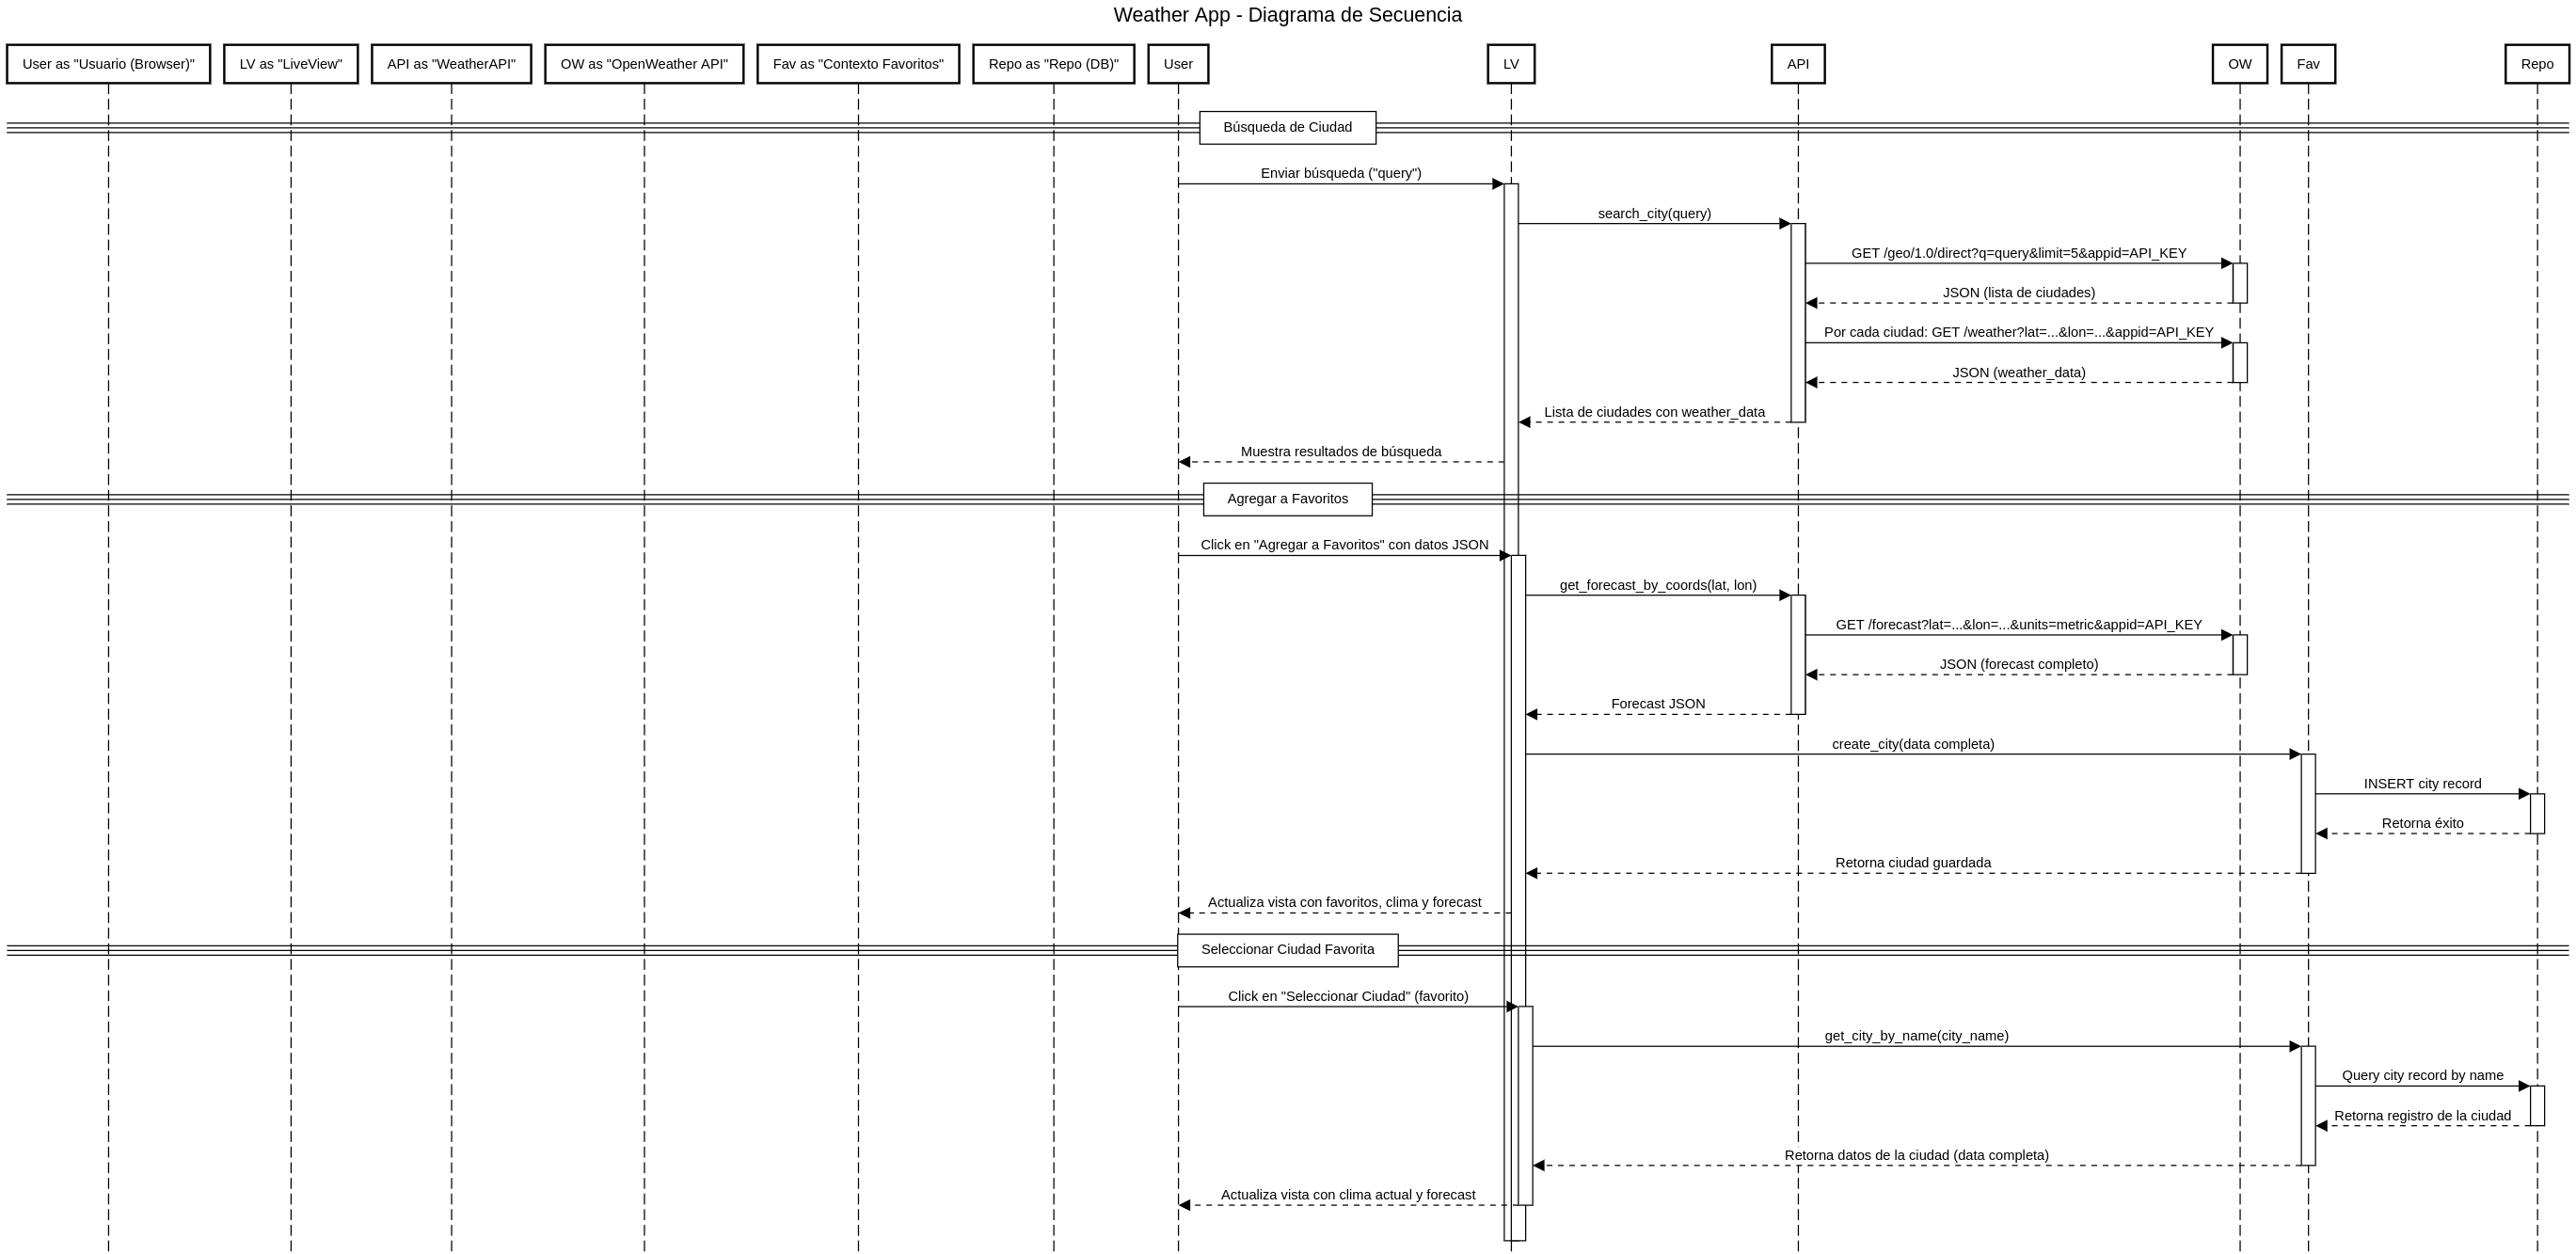 Weather App - Diagrama de Secuencia
User as "Usuario (Browser)"
LV as "LiveView"
API as "WeatherAPI"
OW as "OpenWeather API"
Fav as "Contexto Favoritos"
Repo as "Repo (DB)"
User
LV
API
OW
Fav
Repo
Búsqueda de Ciudad
Enviar búsqueda ("query")
search_city(query)
GET /geo/1.0/direct?q=query&limit=5&appid=API_KEY
JSON (lista de ciudades)
Por cada ciudad: GET /weather?lat=...&lon=...&appid=API_KEY
JSON (weather_data)
Lista de ciudades con weather_data
Muestra resultados de búsqueda
Agregar a Favoritos
Click en "Agregar a Favoritos" con datos JSON
get_forecast_by_coords(lat, lon)
GET /forecast?lat=...&lon=...&units=metric&appid=API_KEY
JSON (forecast completo)
Forecast JSON
create_city(data completa)
INSERT city record
Retorna éxito
Retorna ciudad guardada
Actualiza vista con favoritos, clima y forecast
Seleccionar Ciudad Favorita
Click en "Seleccionar Ciudad" (favorito)
get_city_by_name(city_name)
Query city record by name
Retorna registro de la ciudad
Retorna datos de la ciudad (data completa)
Actualiza vista con clima actual y forecast